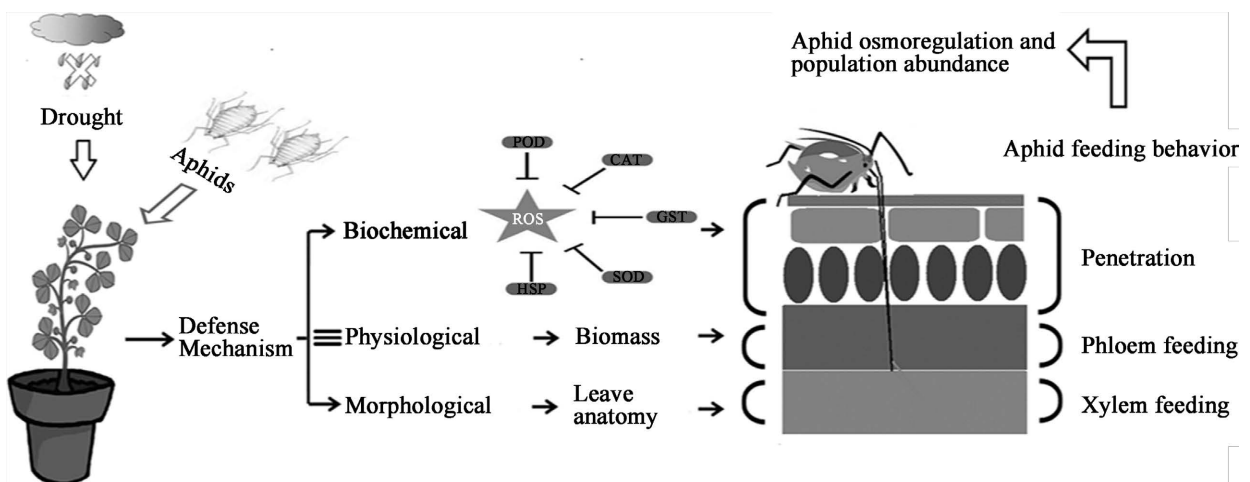 Drought
Aphids
Defense
Mechanism
Biochemical
POD
CAT
ROS
GST
HSP
SOD
Physiological
Biomass
Morphological
Leave
anatomy
Aphid osmoregulation and
population abundance
Aphid feeding behavior
Penetration
Phloem feeding
Xylem feeding